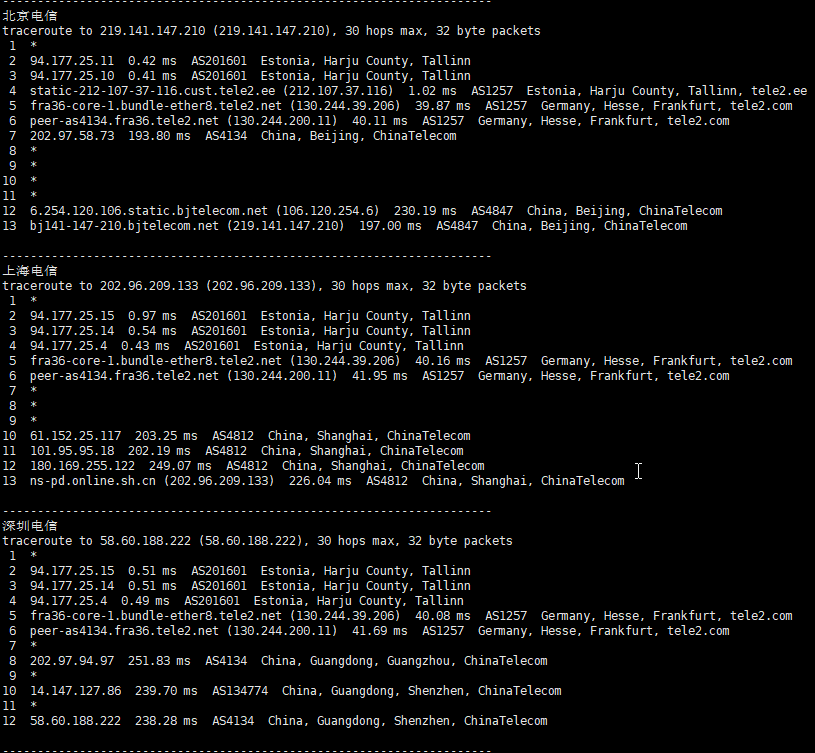 ----------------------------------------------------------------------
北京电信
traceroute to 219.141.147.210 (219.141.147.210), 30 hops max, 32 byte packets
 1  *
 2  94.177.25.11  0.42 ms  AS201601  Estonia, Harju County, Tallinn
 3  94.177.25.10  0.41 ms  AS201601  Estonia, Harju County, Tallinn
 4  static-212-107-37-116.cust.tele2.ee (212.107.37.116)  1.02 ms  AS1257  Estonia, Harju County, Tallinn, tele2.ee
 5  fra36-core-1.bundle-ether8.tele2.net (130.244.39.206)  39.87 ms  AS1257  Germany, Hesse, Frankfurt, tele2.com
 6  peer-as4134.fra36.tele2.net (130.244.200.11)  40.11 ms  AS1257  Germany, Hesse, Frankfurt, tele2.com
 7  202.97.58.73  193.80 ms  AS4134  China, Beijing, ChinaTelecom
 8  *
 9  *
10  *
11  *
12  6.254.120.106.static.bjtelecom.net (106.120.254.6)  230.19 ms  AS4847  China, Beijing, ChinaTelecom
13  bj141-147-210.bjtelecom.net (219.141.147.210)  197.00 ms  AS4847  China, Beijing, ChinaTelecom
----------------------------------------------------------------------
上海电信
traceroute to 202.96.209.133 (202.96.209.133), 30 hops max, 32 byte packets
 1  *
 2  94.177.25.15  0.97 ms  AS201601  Estonia, Harju County, Tallinn
 3  94.177.25.14  0.54 ms  AS201601  Estonia, Harju County, Tallinn
 4  94.177.25.4  0.43 ms  AS201601  Estonia, Harju County, Tallinn
 5  fra36-core-1.bundle-ether8.tele2.net (130.244.39.206)  40.16 ms  AS1257  Germany, Hesse, Frankfurt, tele2.com
 6  peer-as4134.fra36.tele2.net (130.244.200.11)  41.95 ms  AS1257  Germany, Hesse, Frankfurt, tele2.com
 7  *
 8  *
 9  *
10  61.152.25.117  203.25 ms  AS4812  China, Shanghai, ChinaTelecom
11  101.95.95.18  202.19 ms  AS4812  China, Shanghai, ChinaTelecom
12  180.169.255.122  249.07 ms  AS4812  China, Shanghai, ChinaTelecom
13  ns-pd.online.sh.cn (202.96.209.133)  226.04 ms  AS4812  China, Shanghai, ChinaTelecom
----------------------------------------------------------------------
深圳电信
traceroute to 58.60.188.222 (58.60.188.222), 30 hops max, 32 byte packets
 1  *
 2  94.177.25.15  0.51 ms  AS201601  Estonia, Harju County, Tallinn
 3  94.177.25.14  0.51 ms  AS201601  Estonia, Harju County, Tallinn
 4  94.177.25.4  0.49 ms  AS201601  Estonia, Harju County, Tallinn
 5  fra36-core-1.bundle-ether8.tele2.net (130.244.39.206)  40.08 ms  AS1257  Germany, Hesse, Frankfurt, tele2.com
 6  peer-as4134.fra36.tele2.net (130.244.200.11)  41.69 ms  AS1257  Germany, Hesse, Frankfurt, tele2.com
 7  *
 8  202.97.94.97  251.83 ms  AS4134  China, Guangdong, Guangzhou, ChinaTelecom
 9  *
10  14.147.127.86  239.70 ms  AS134774  China, Guangdong, Shenzhen, ChinaTelecom
11  *
12  58.60.188.222  238.28 ms  AS4134  China, Guangdong, Shenzhen, ChinaTelecom
----------------------------------------------------------------------